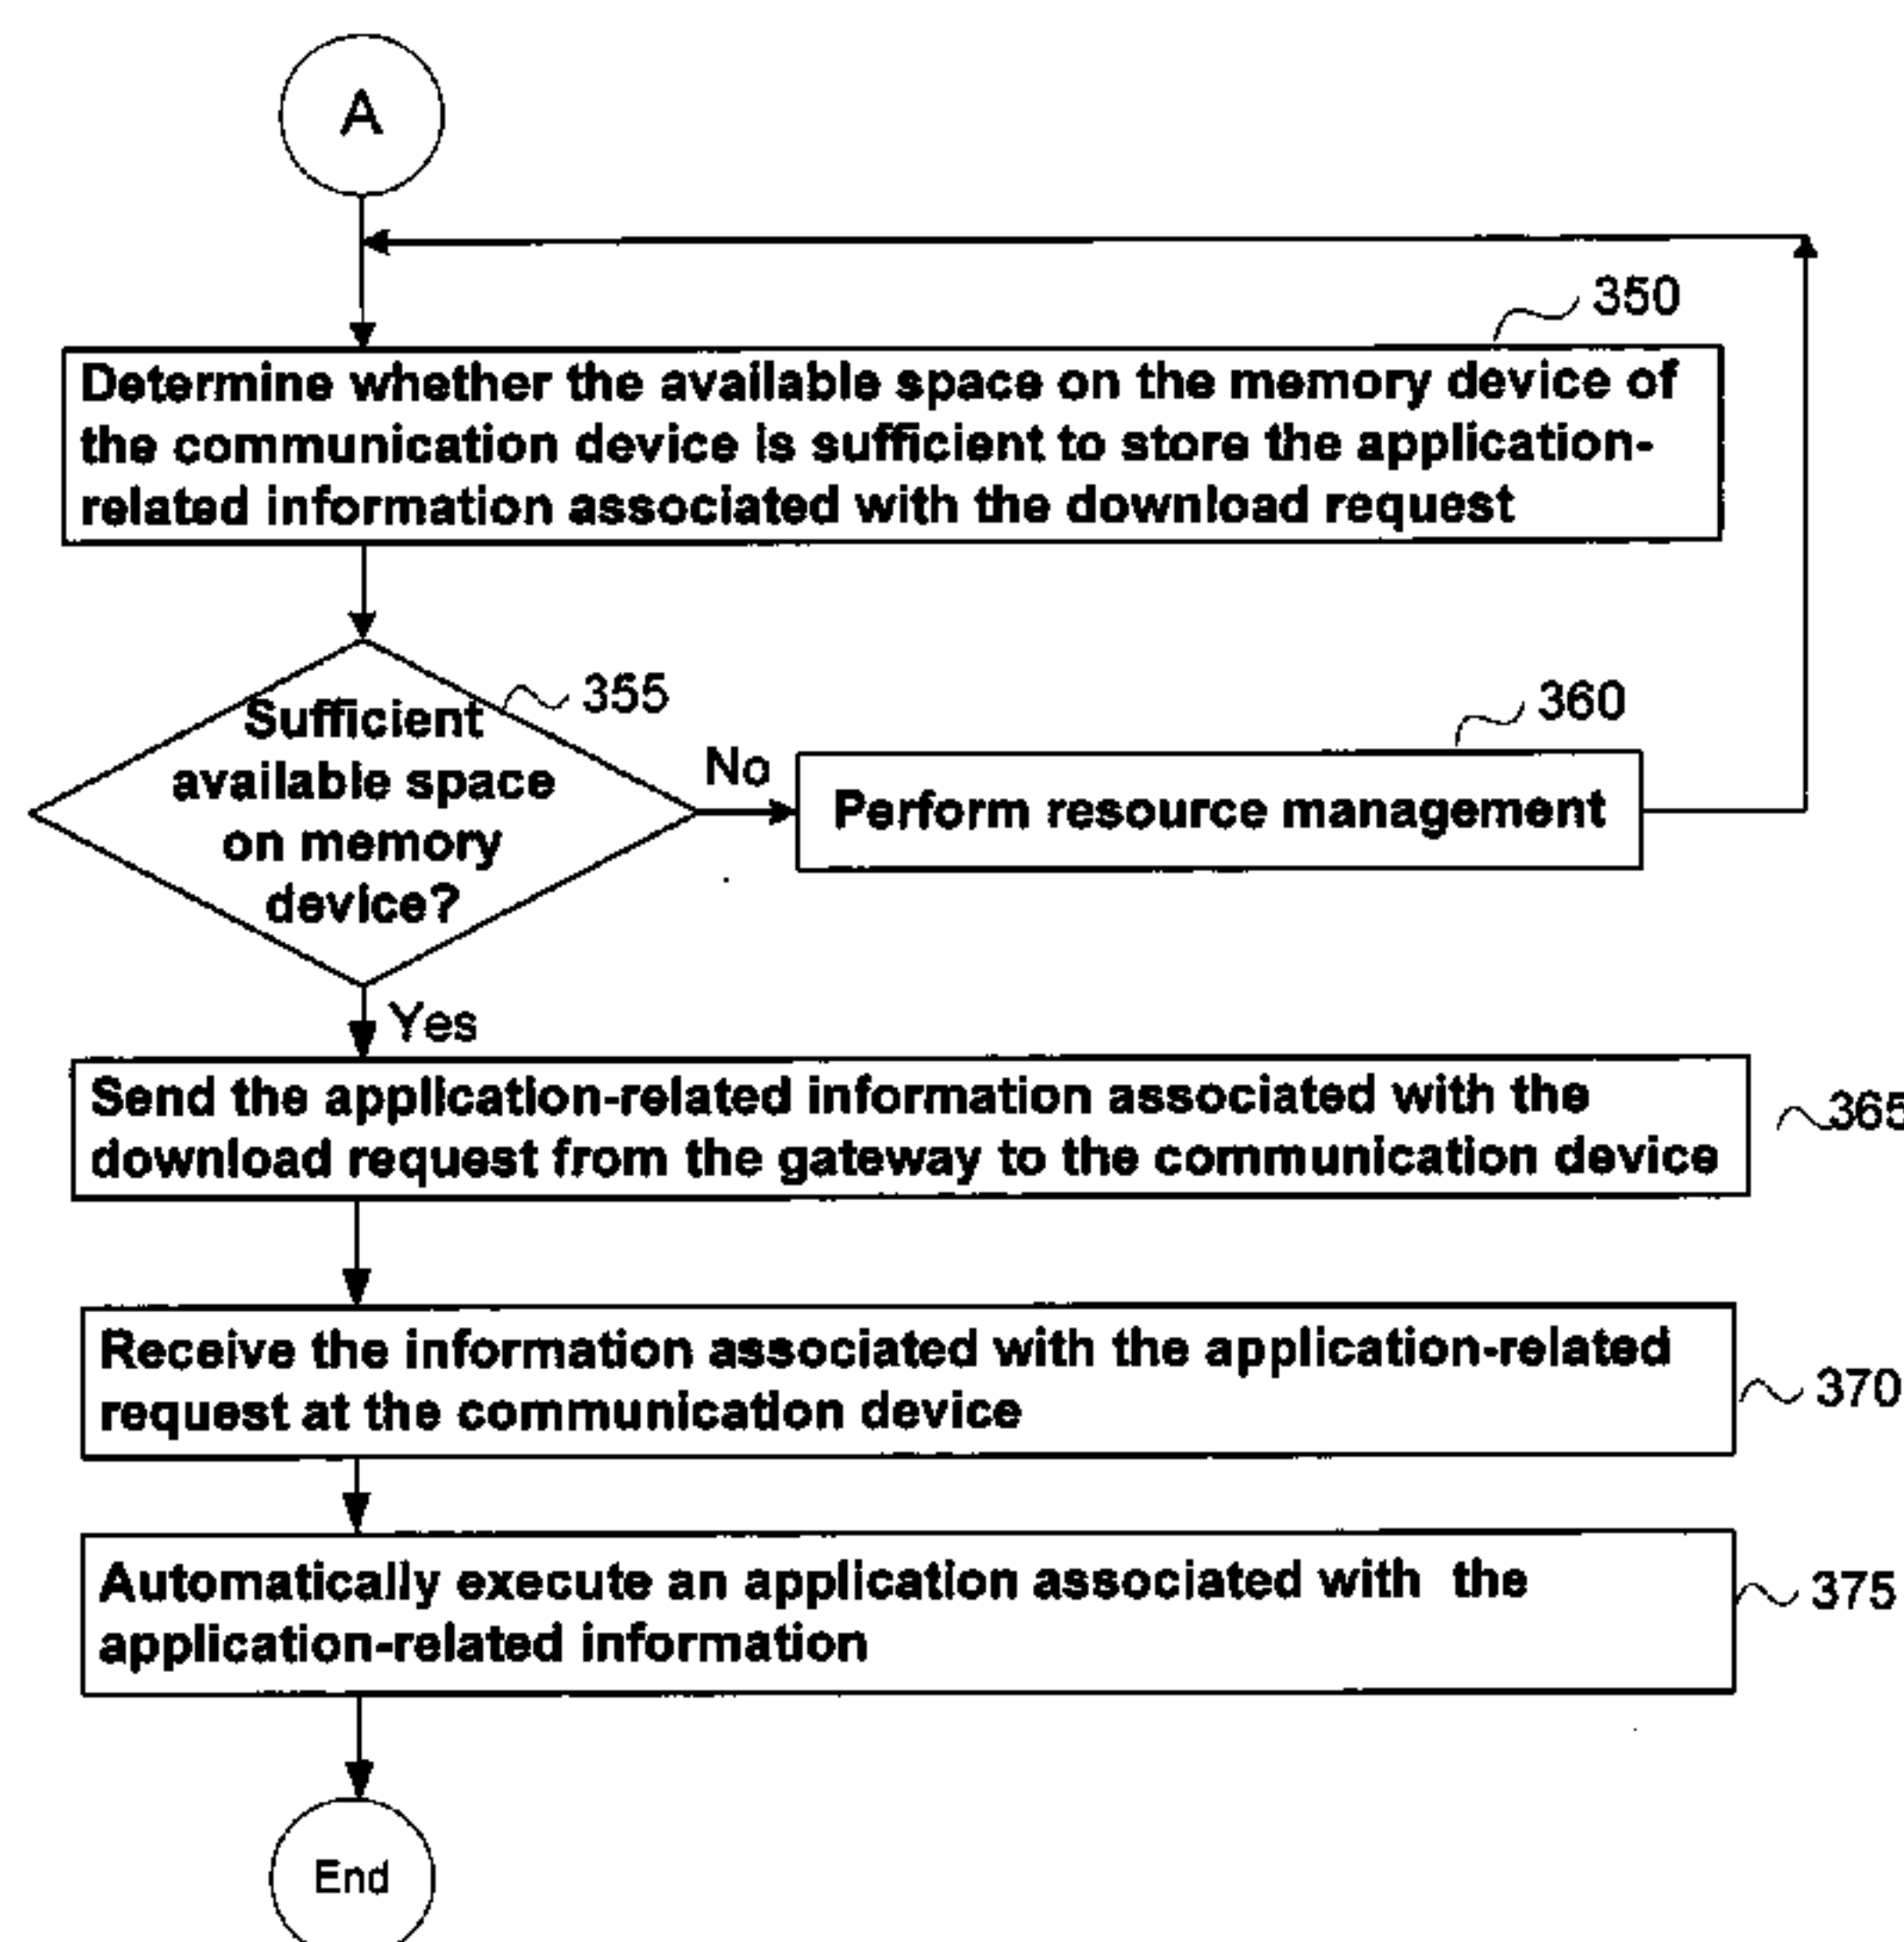 A
350
Determine whether the available space on the memory device of
the communication device is sufficient to store the application-
related information associated with the download request
355
Sufficient
available space
on memory
device?
No
360
Perform resource management
Yes
Send the application-related information associated with the
download request from the gateway to the communication device
365
Receive the information associated with the application-related
request at the communication device
370
Automatically execute an application associated with the
application-related information
375
End